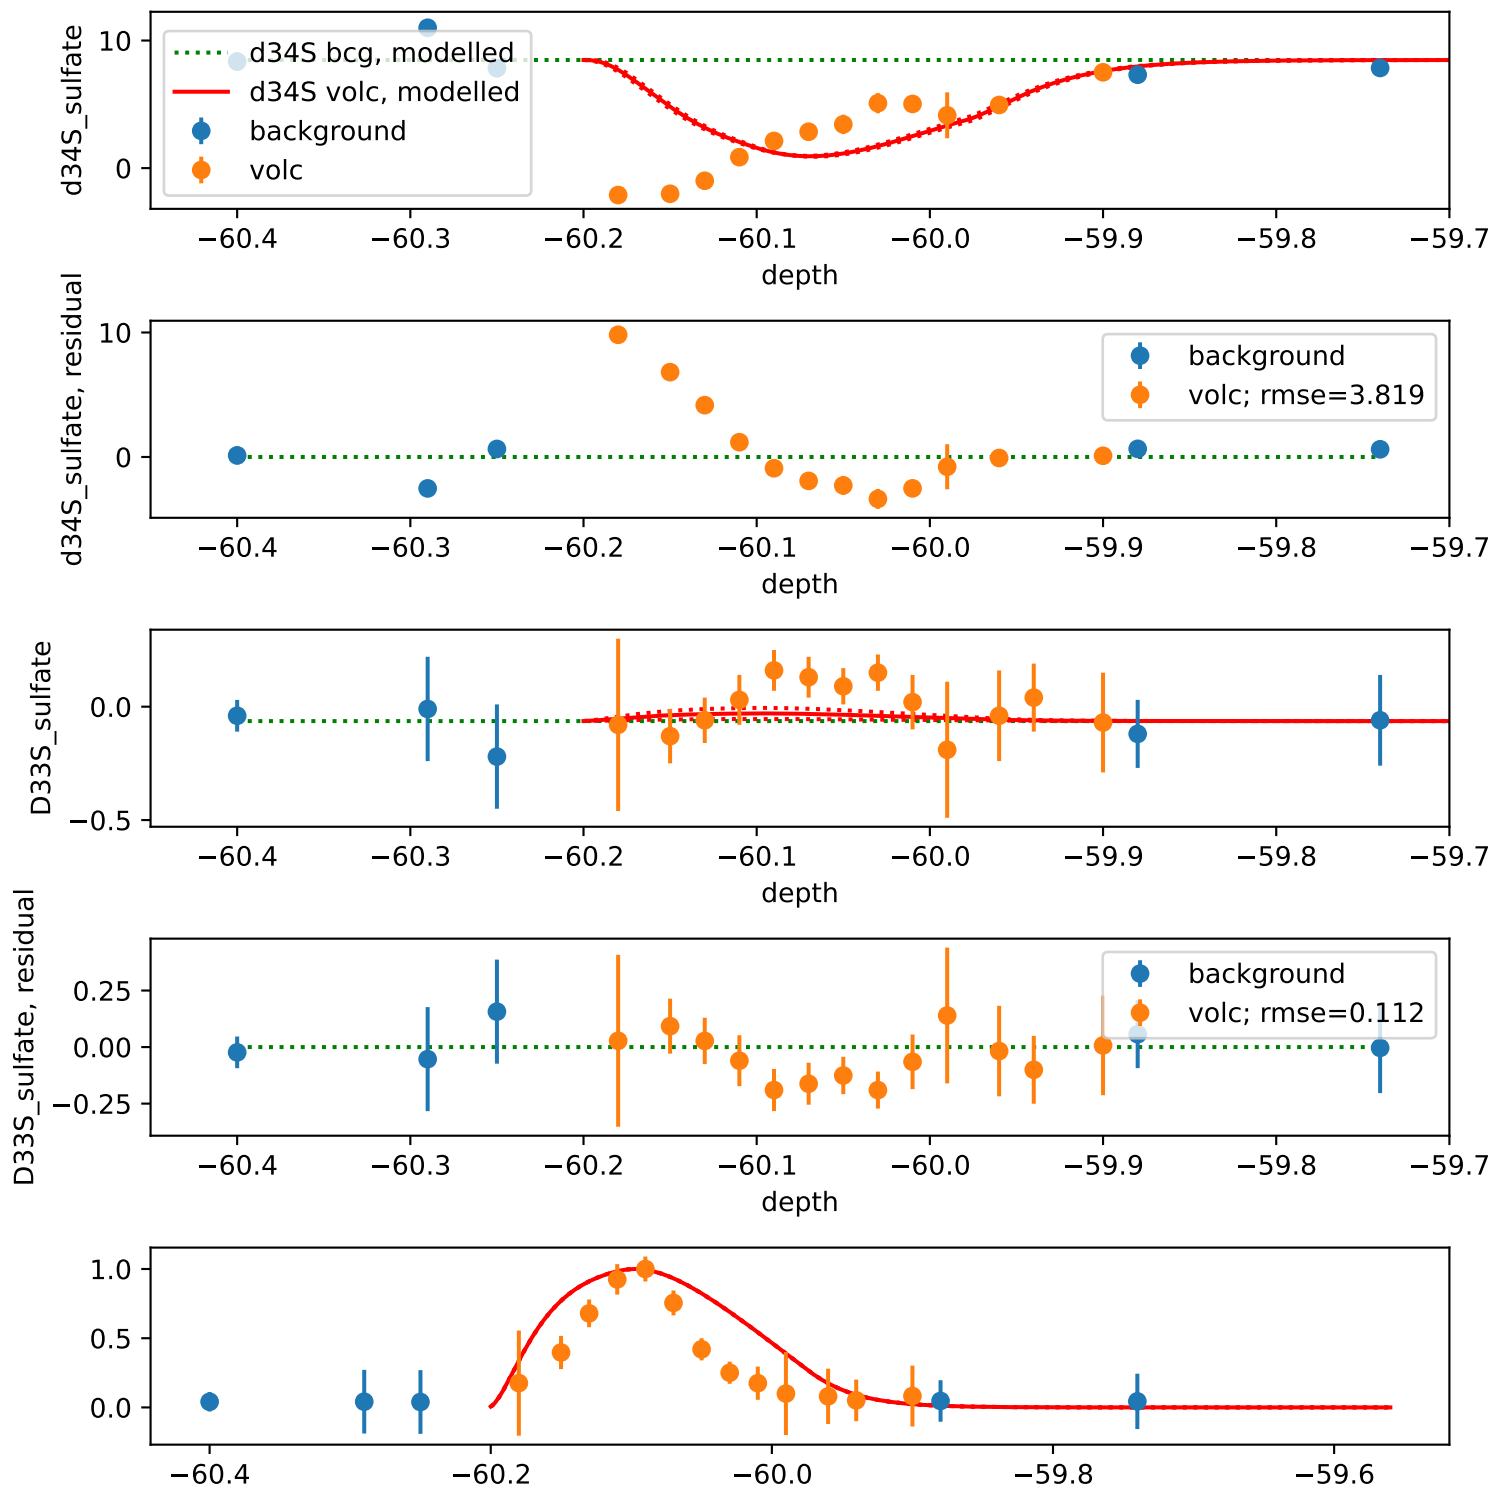 d34S_sulfate
10
0
d34S bcg, modelled
d34S volc, modelled
background
volc
−60.4 −60.3 −60.2 −60.1 −60.0 −59.9 −59.8 −59.7
depth
d34S_sulfate, residual
10
0
background
volc; rmse=3.819
−60.4 −60.3 −60.2 −60.1 −60.0 −59.9 −59.8 −59.7
depth
D33S_sulfate
0.0
−0.5
−60.4 −60.3 −60.2 −60.1 −60.0 −59.9 −59.8 −59.7
depth
D33S_sulfate, residual
0.25
0.00
−0.25
background
volc; rmse=0.112
−60.4 −60.3 −60.2 −60.1 −60.0 −59.9 −59.8 −59.7
depth
1.0
0.5
0.0
−60.4 −60.2 −60.0 −59.8 −59.6